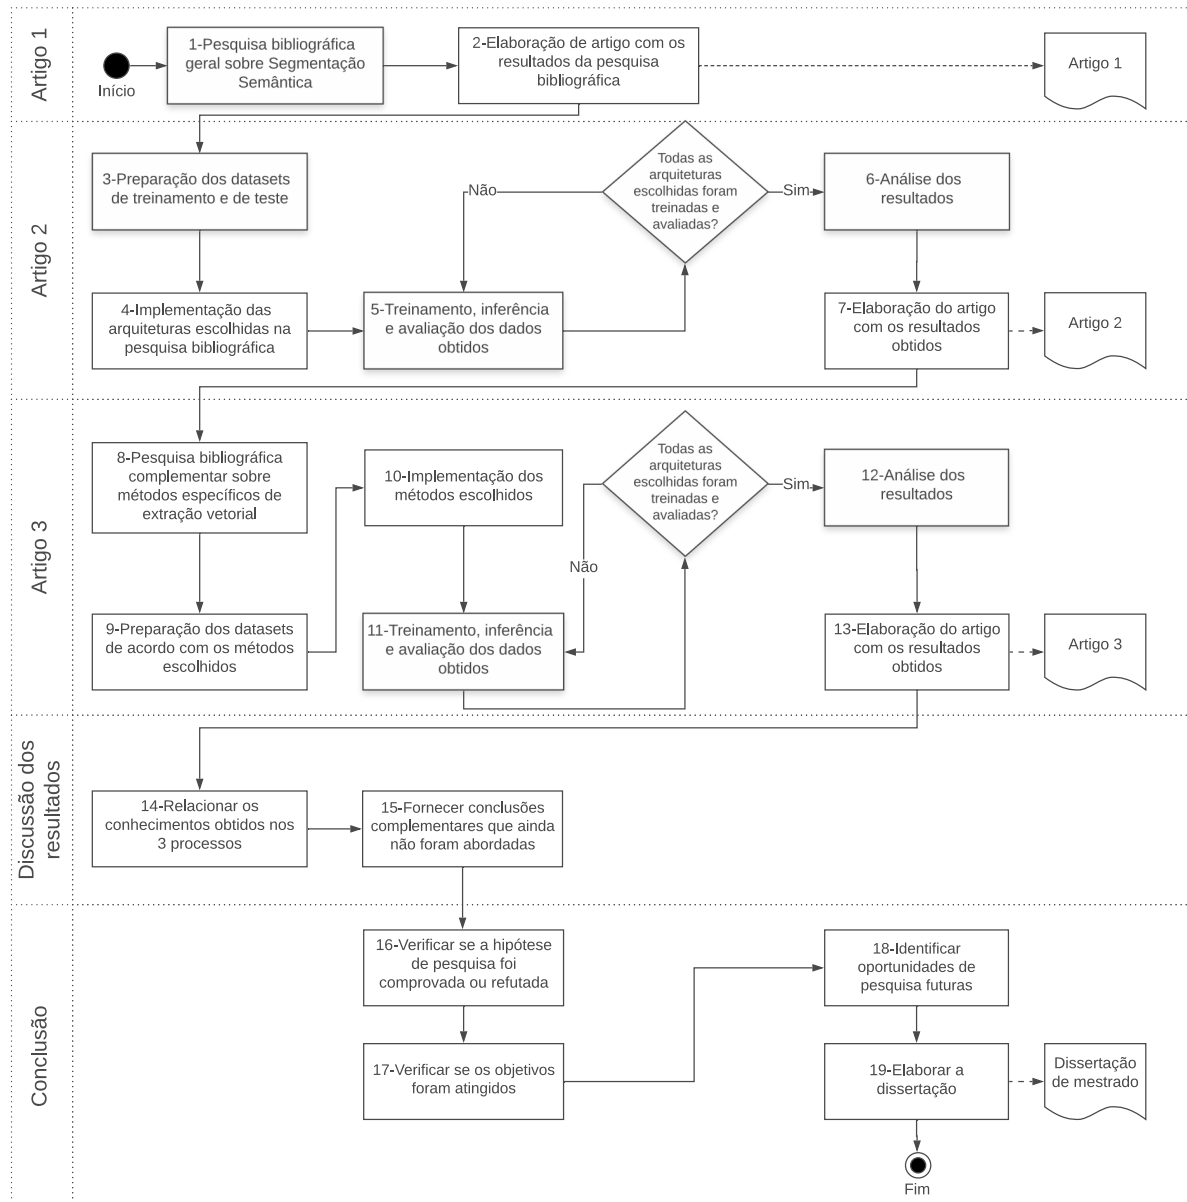 Artigo 1
Início
1-Pesquisa bibliográfica
geral sobre Segmentação
Semântica
2-Elaboração de artigo com os
resultados da pesquisa
bibliográfica
Artigo 1
Artigo 2
3-Preparação dos datasets
de treinamento e de teste
4-Implementação das
arquiteturas escolhidas na
pesquisa bibliográfica
5-Treinamento, inferência
e avaliação dos dados
obtidos
Não
Todas as
arquiteturas
escolhidas foram
treinadas e
avaliadas?
Sim
6-Análise dos
resultados
7-Elaboração do artigo
com os resultados
obtidos
Artigo 2
Artigo 3
8-Pesquisa bibliográfica
complementar sobre
métodos específicos de
extração vetorial
9-Preparação dos datasets
de acordo com os métodos
escolhidos
10-Implementação dos
métodos escolhidos
11-Treinamento, inferência
e avaliação dos dados
obtidos
Não
Todas as
arquiteturas
escolhidas foram
treinadas e
avaliadas?
Sim
12-Análise dos
resultados
13-Elaboração do artigo
com os resultados
obtidos
Artigo 3
Discussão dos
resultados
14-Relacionar os
conhecimentos obtidos nos
3 processos
15-Fornecer conclusões
complementares que ainda
não foram abordadas
Conclusão
16-Verificar se a hipótese
de pesquisa foi
comprovada ou refutada
17-Verificar se os objetivos
foram atingidos
18-Identificar
oportunidades de
pesquisa futuras
19-Elaborar a
dissertação
Dissertação
de mestrado
Fim